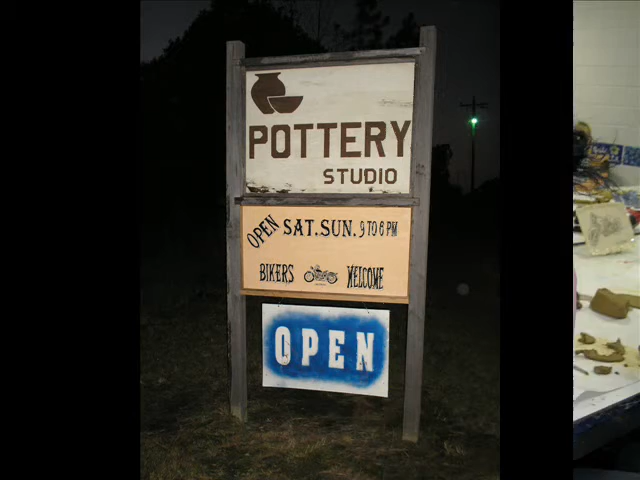 POTTERY
STUDIO
OPEN SAT. SUN. 9 TO 6 PM
BIKERS WELCOME
OPEN